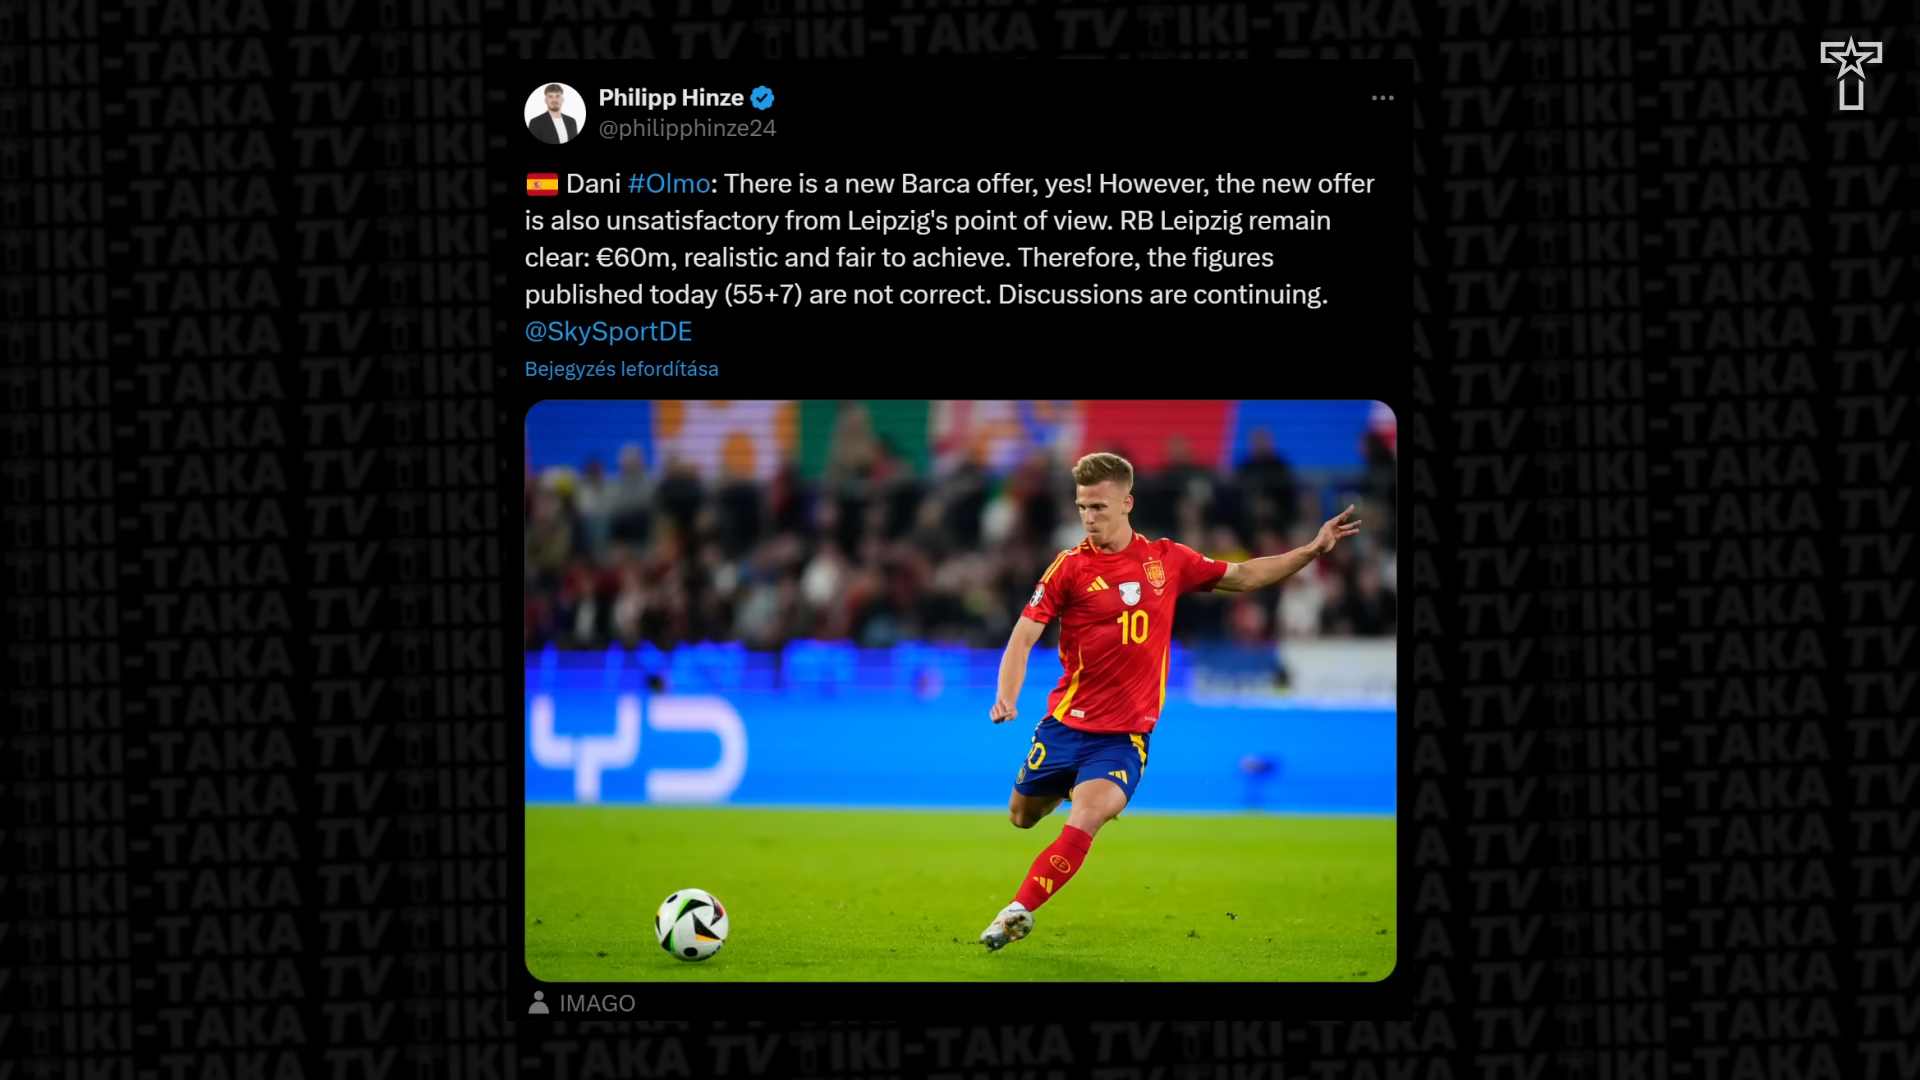 Philipp Hinze
@philipphinze24
Dani #Olmo: There is a new Barca offer, yes! However, the new offer
is also unsatisfactory from Leipzig's point of view. RB Leipzig remain
clear: €60m, realistic and fair to achieve. Therefore, the figures
published today (55+7) are not correct. Discussions are continuing.
@SkySportDE
Bejegyzés lefordítása
10
IMAGO